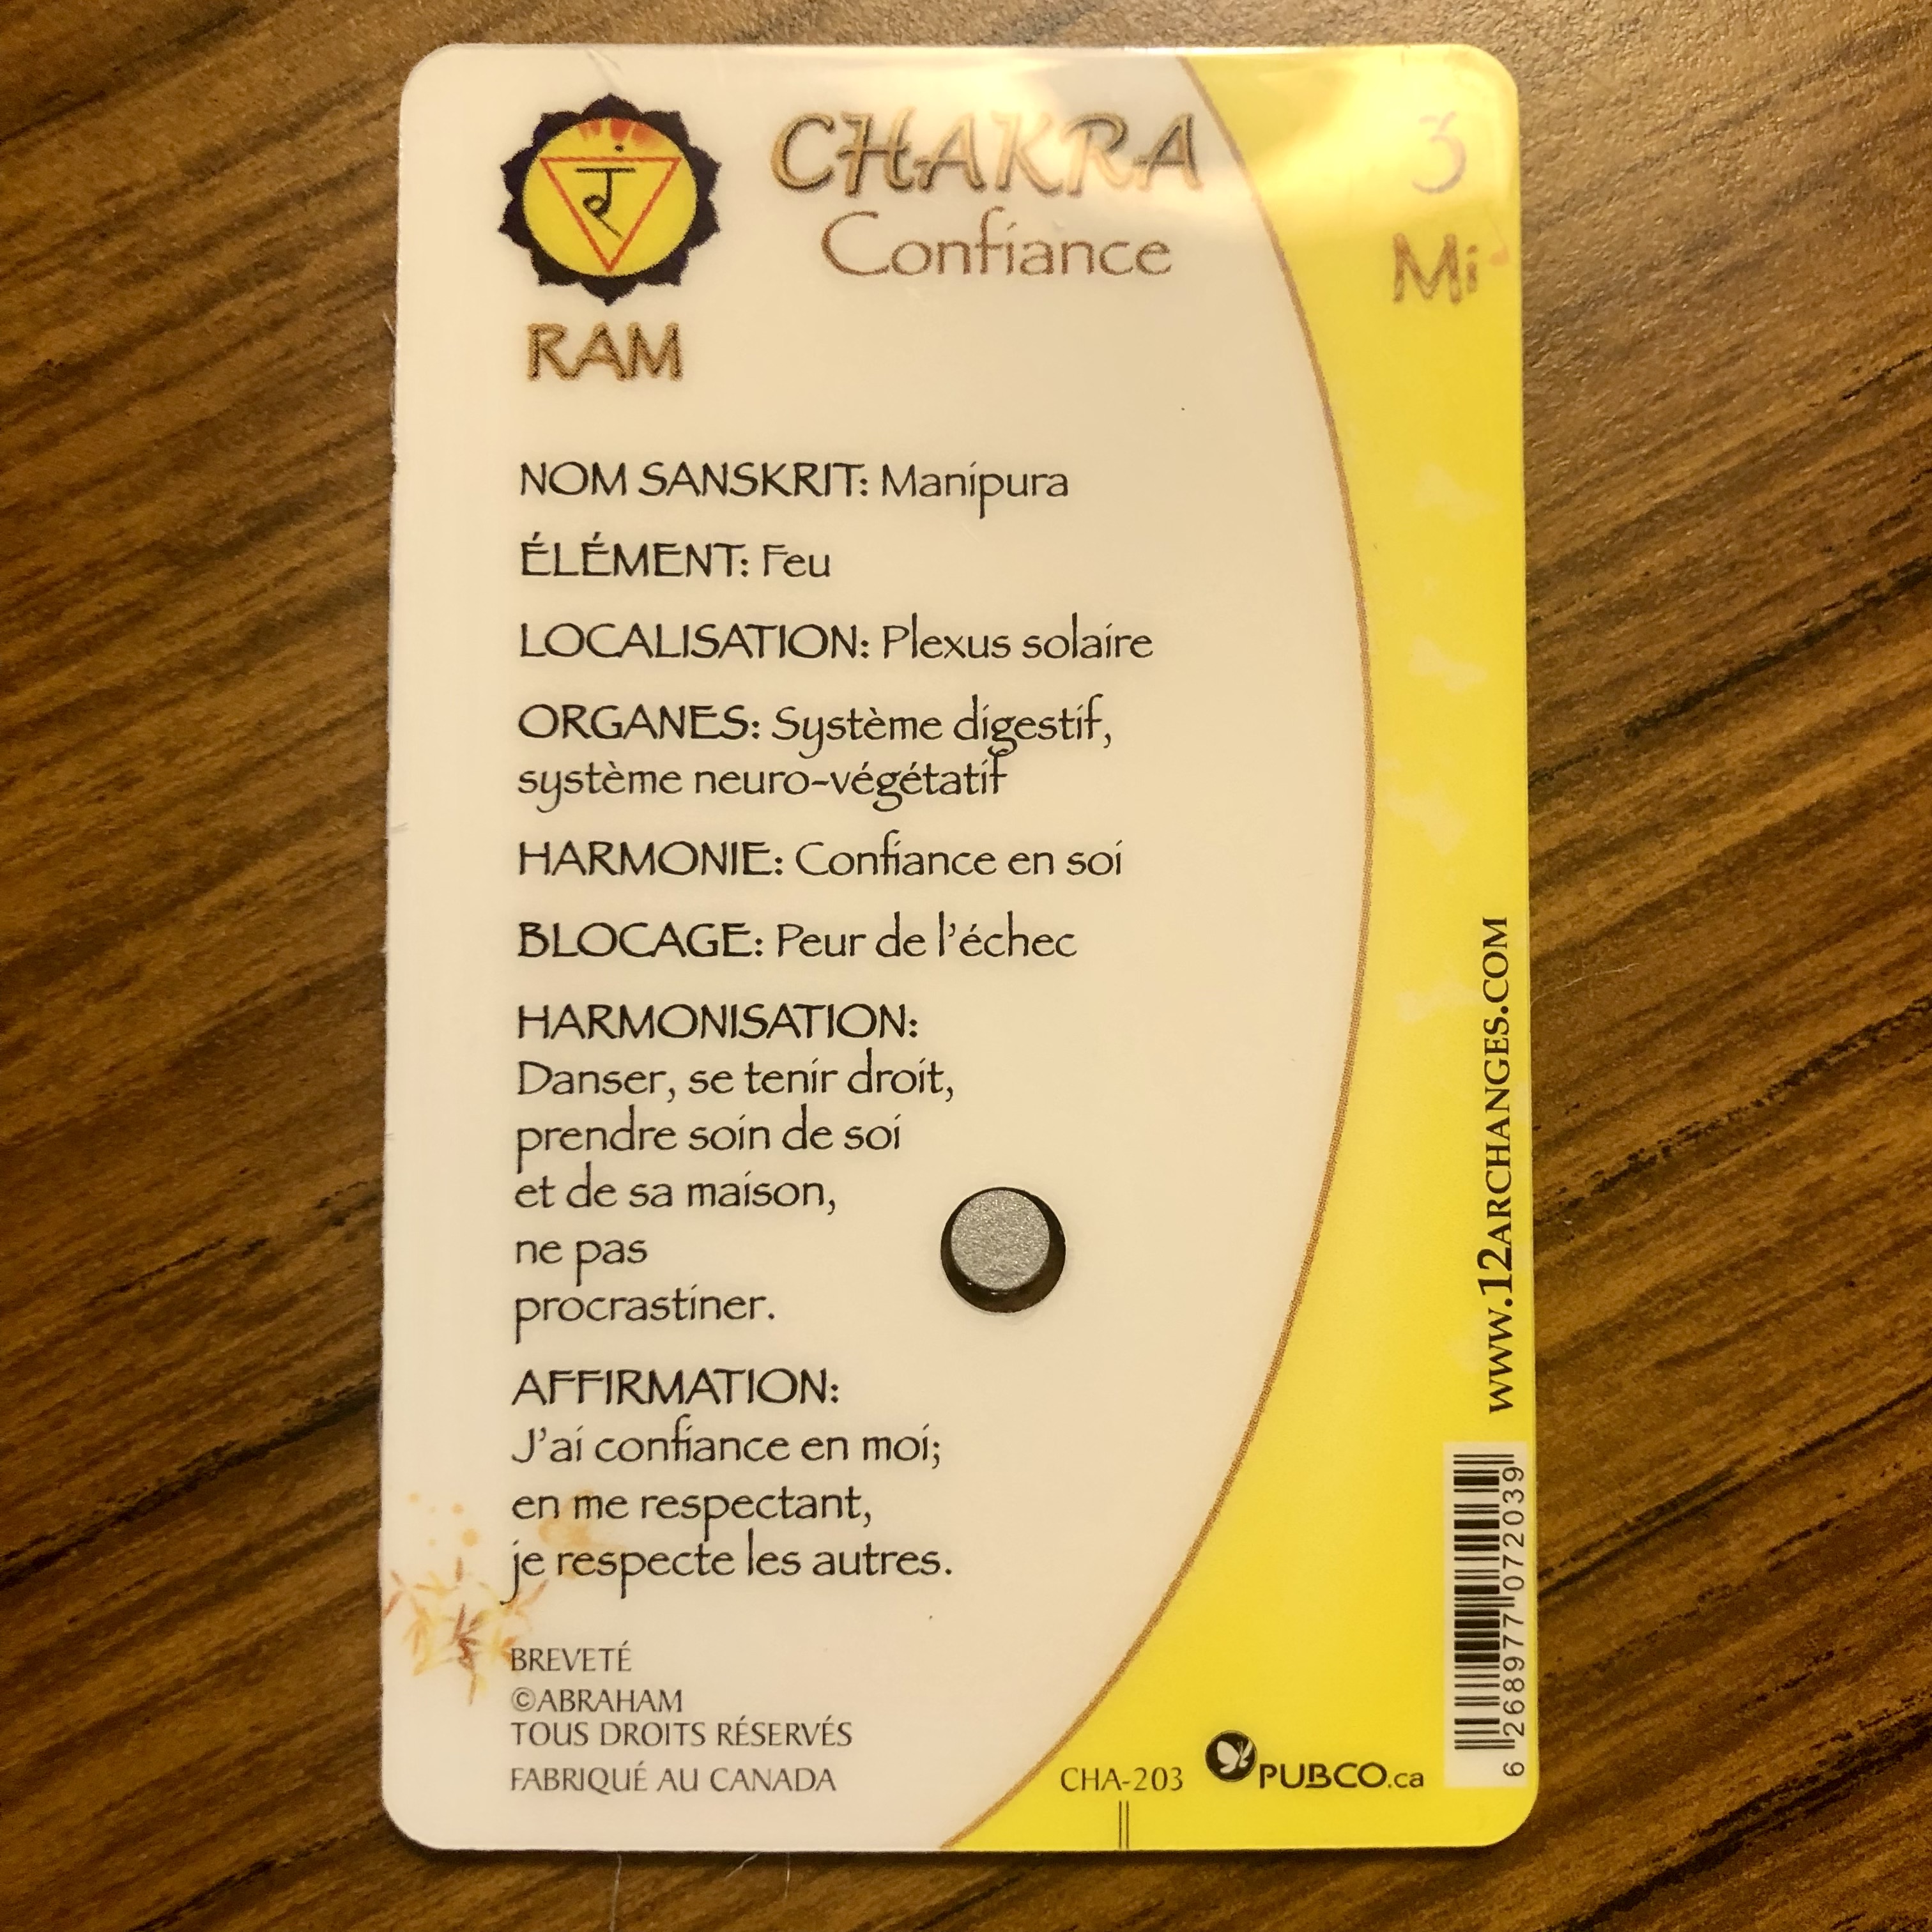 रं
CHAKRA
Confiance
3
Mi
RAM
NOM SANSKRIT: Manipura
ÉLÉMENT: Feu
LOCALISATION: Plexus solaire
ORGANES: Système digestif,
système neuro-végétatif
HARMONIE: Confiance en soi
BLOCAGE: Peur de l'échec
HARMONISATION:
Danser, se tenir droit,
prendre soin de soi
et de sa maison,
ne pas
procrastiner.
AFFIRMATION:
J'ai confiance en moi;
en me respectant,
je respecte les autres.
BREVETÉ
©ABRAHAM
TOUS DROITS RÉSERVÉS
FABRIQUÉ AU CANADA
CHA-203
PUBCO.ca
www.12ARCHANGES.COM
6 26897707203 9